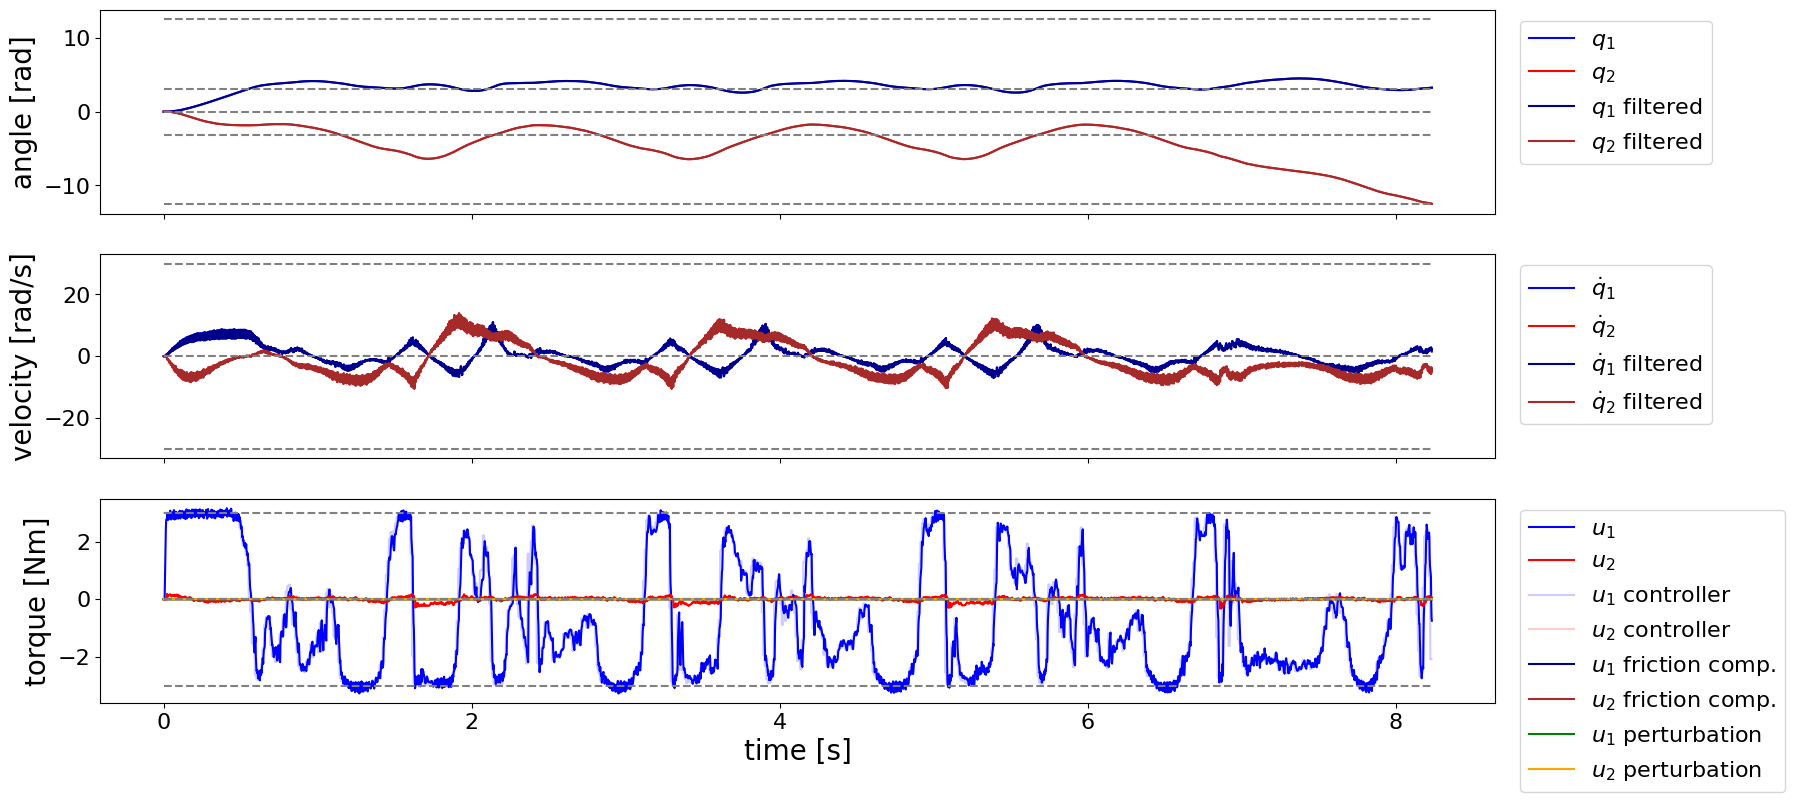 angle [rad]
10
0
−10
q₁
q₂
q₁ filtered
q₂ filtered
velocity [rad/s]
20
0
−20
q̇₁
q̇₂
q̇₁ filtered
q̇₂ filtered
torque [Nm]
2
0
−2
0
2
4
6
8
time [s]
u₁
u₂
u₁ controller
u₂ controller
u₁ friction comp.
u₂ friction comp.
u₁ perturbation
u₂ perturbation